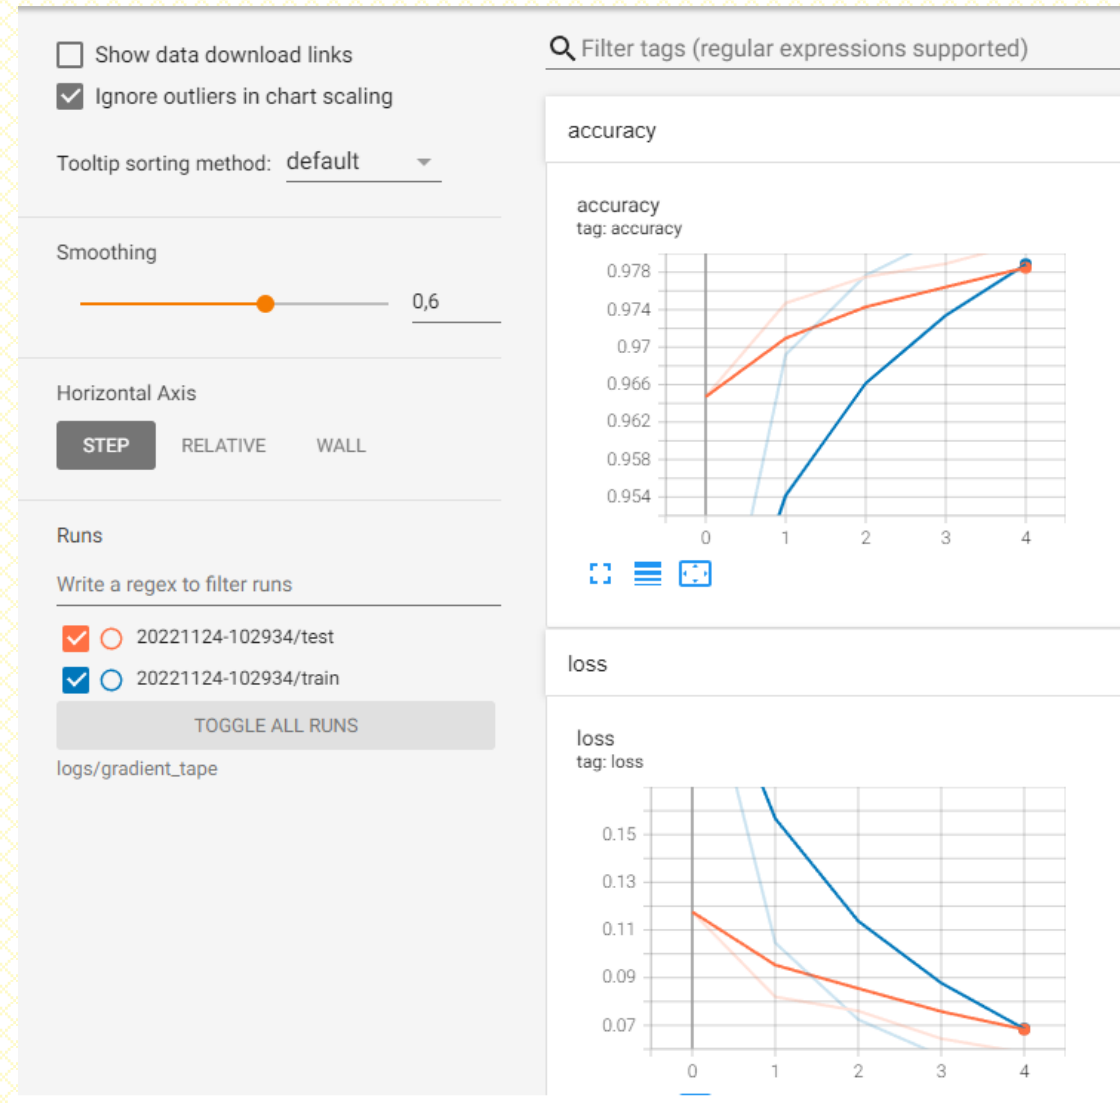 Show data download links
Ignore outliers in chart scaling
Tooltip sorting method: default
Smoothing
0,6
Horizontal Axis
STEP RELATIVE WALL
Runs
Write a regex to filter runs
20221124-102934/test
20221124-102934/train
TOGGLE ALL RUNS
logs/gradient_tape
Filter tags (regular expressions supported)
accuracy
accuracy
tag: accuracy
0.978
0.974
0.97
0.966
0.962
0.958
0.954
0 1 2 3 4
loss
loss
tag: loss
0.15
0.13
0.11
0.09
0.07
0 1 2 3 4